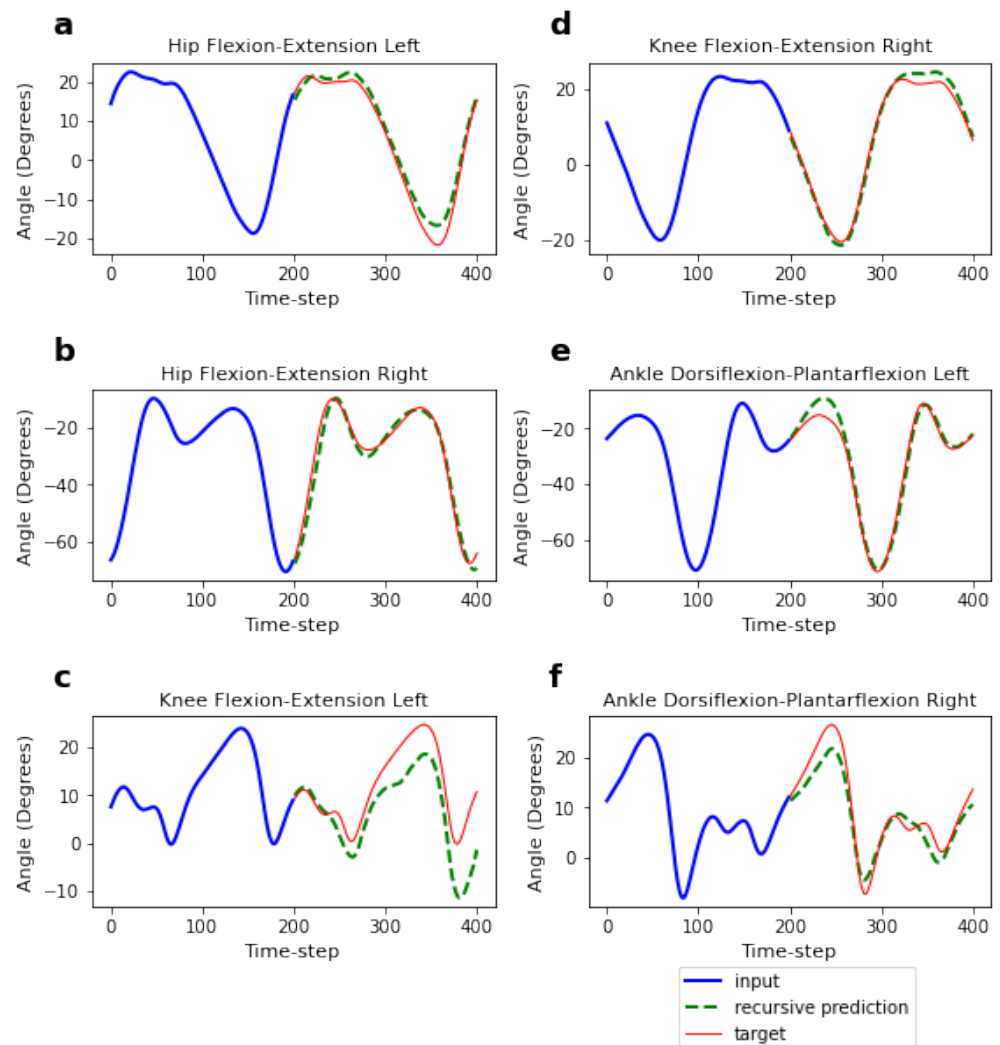 a
Hip Flexion-Extension Left
20
10
0
−10
−20
Angle (Degrees)
0 100 200 300 400
Time-step
d
Knee Flexion-Extension Right
20
0
−20
Angle (Degrees)
0 100 200 300 400
Time-step
b
Hip Flexion-Extension Right
−20
−40
−60
Angle (Degrees)
0 100 200 300 400
Time-step
e
Ankle Dorsiflexion-Plantarflexion Left
−20
−40
−60
Angle (Degrees)
0 100 200 300 400
Time-step
c
Knee Flexion-Extension Left
20
10
0
−10
Angle (Degrees)
0 100 200 300 400
Time-step
f
Ankle Dorsiflexion-Plantarflexion Right
20
10
0
Angle (Degrees)
0 100 200 300 400
Time-step
input
recursive prediction
target